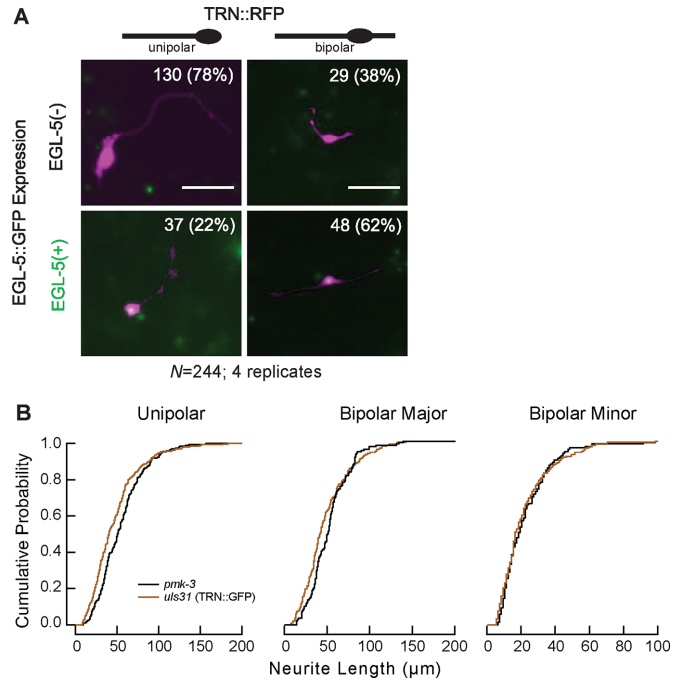 A
TRN::RFP
unipolar
bipolar
EGL-5::GFP Expression
EGL-5(-)
130 (78%)
29 (38%)
EGL-5(+)
37 (22%)
48 (62%)
N=244; 4 replicates
B
Unipolar
Bipolar Major
Bipolar Minor
Cumulative Probability
1.0
0.8
0.6
0.4
0.2
0.0
pmk-3
uIs31 (TRN::GFP)
0 50 100 150 200
0 50 100 150 200
0 20 40 60 80 100
Neurite Length (μm)